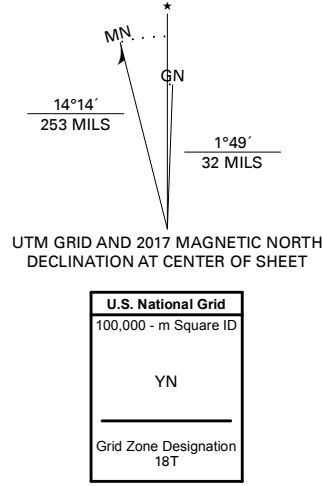 ★
MN
GN
14°14´
253 MILS
1°49´
32 MILS
UTM GRID AND 2017 MAGNETIC NORTH
DECLINATION AT CENTER OF SHEET
U.S. National Grid
100,000 - m Square ID
YN
Grid Zone Designation
18T